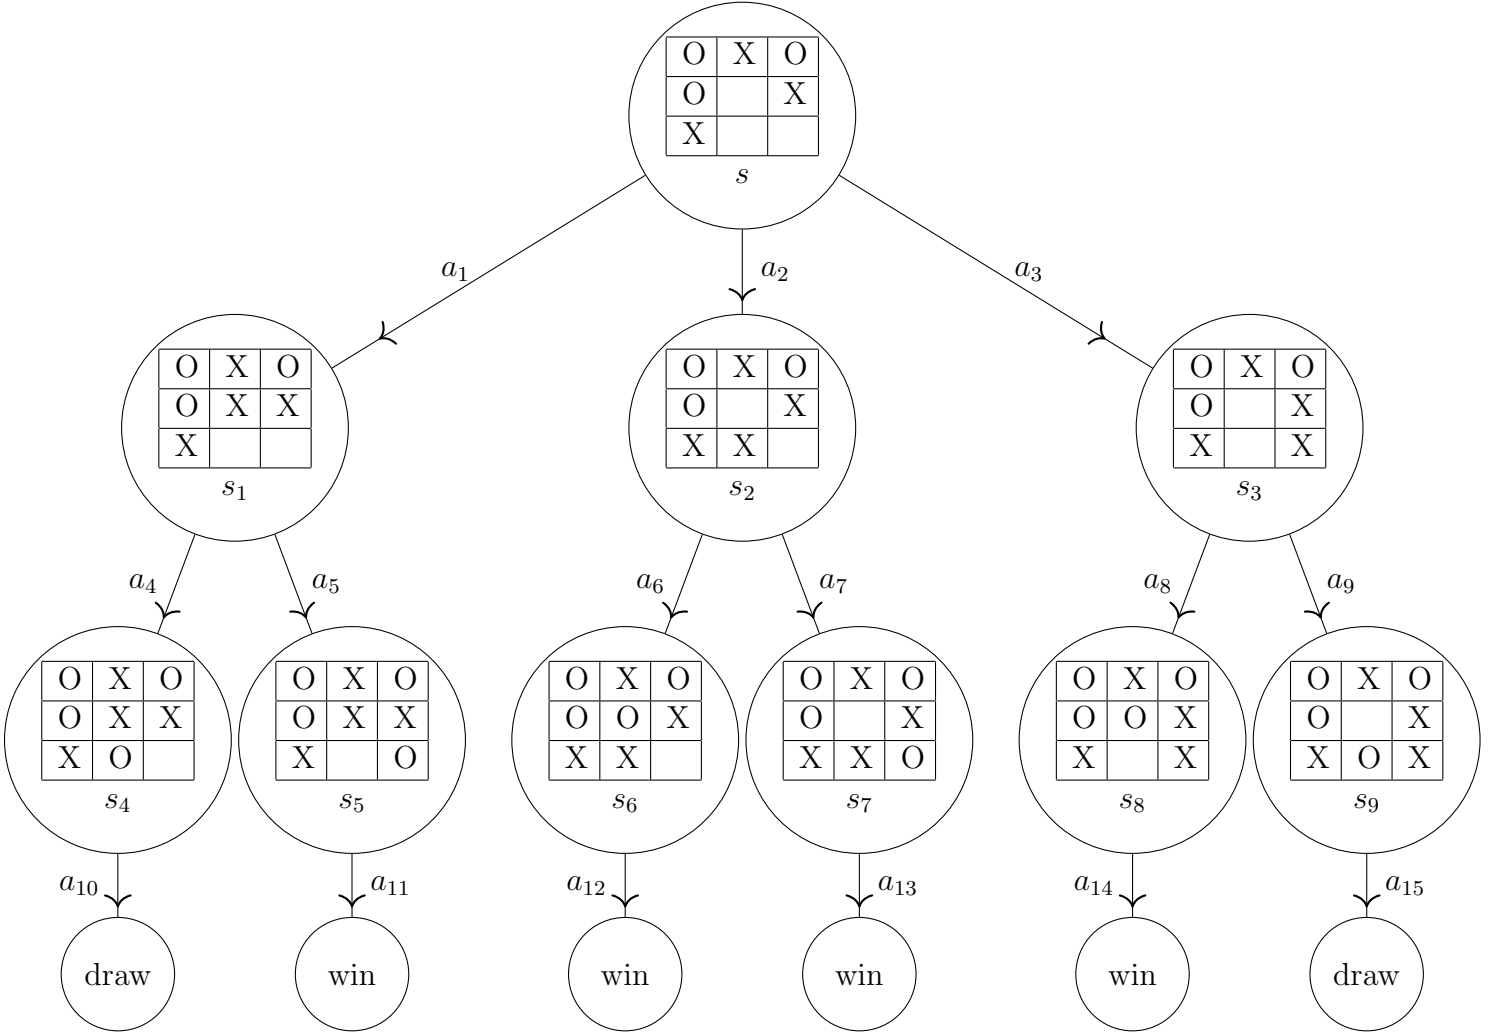 O X O
O X
X
s
a1 a2 a3
O X O O X O O X O
O X X O X O X
X X X X X
s1 s2 s3
a4 a5 a6 a7 a8 a9
O X O O X O O X O O X O O X O O X O
O X X O X X O O X O X O O X O X
X O X O X X X X O X X X O X
s4 s5 s6 s7 s8 s9
a10 a11 a12 a13 a14 a15
draw win win win win draw